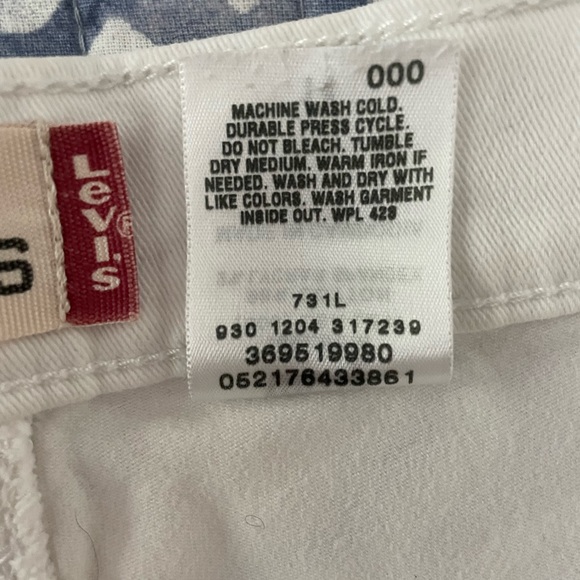 000
MACHINE WASH COLD.
DURABLE PRESS CYCLE.
DO NOT BLEACH. TUMBLE
DRY MEDIUM. WARM IRON IF
NEEDED. WASH AND DRY WITH
LIKE COLORS. WASH GARMENT
INSIDE OUT. WPL 423
731L
930 1204 317239
369519980
052176433861
LeVi's®
S